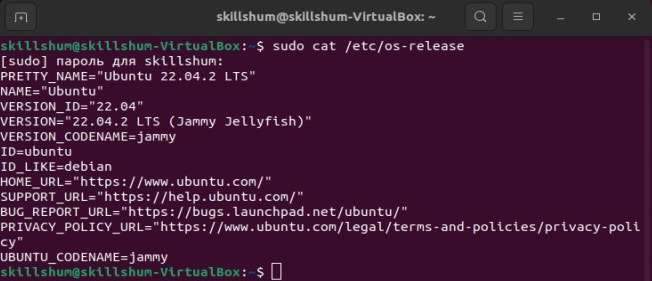 skillshum@skillshum-VirtualBox: ~
skillshum@skillshum-VirtualBox:~$ sudo cat /etc/os-release
[sudo] пароль для skillshum:
PRETTY_NAME="Ubuntu 22.04.2 LTS"
NAME="Ubuntu"
VERSION_ID="22.04"
VERSION="22.04.2 LTS (Jammy Jellyfish)"
VERSION_CODENAME=jammy
ID=ubuntu
ID_LIKE=debian
HOME_URL="https://www.ubuntu.com/"
SUPPORT_URL="https://help.ubuntu.com/"
BUG_REPORT_URL="https://bugs.launchpad.net/ubuntu/"
PRIVACY_POLICY_URL="https://www.ubuntu.com/legal/terms-and-policies/privacy-poli
cy"
UBUNTU_CODENAME=jammy
skillshum@skillshum-VirtualBox:~$